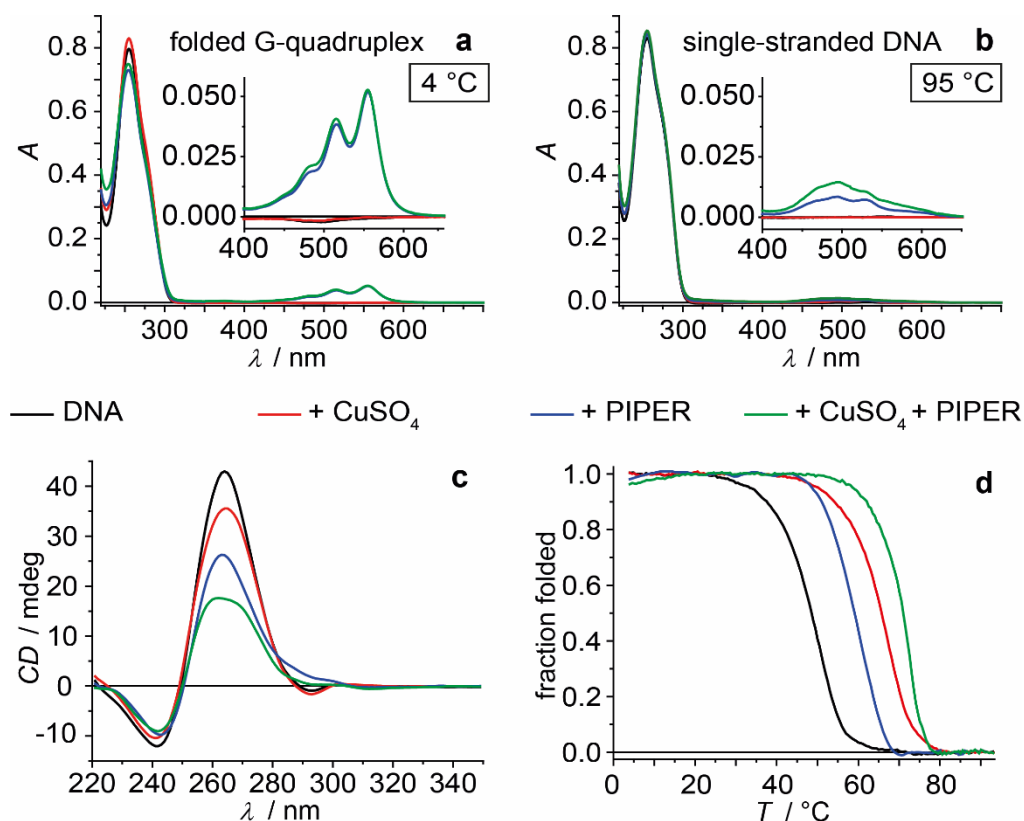 folded G-quadruplex a
4 °C
0.8
0.6
0.4
0.2
0.0
A
0.050
0.025
0.000
400 500 600
300 400 500 600
λ / nm
single-stranded DNA b
95 °C
0.8
0.6
0.4
0.2
0.0
A
0.050
0.025
0.000
400 500 600
300 400 500 600
λ / nm
DNA + CuSO₄ + PIPER + CuSO₄ + PIPER
c
40
30
20
10
0
-10
CD / mdeg
220 240 260 280 300 320 340
λ / nm
d
1.0
0.8
0.6
0.4
0.2
0.0
fraction folded
0 20 40 60 80
T / °C